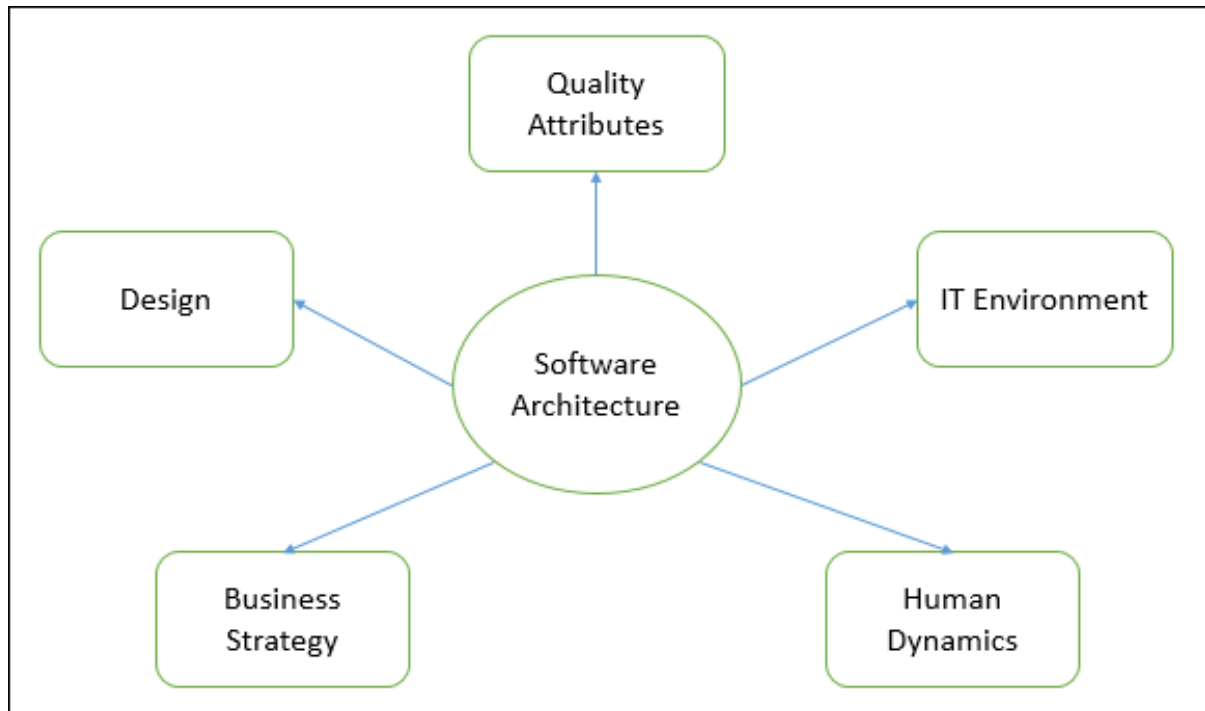 Quality
Attributes
Design
IT Environment
Software
Architecture
Business
Strategy
Human
Dynamics